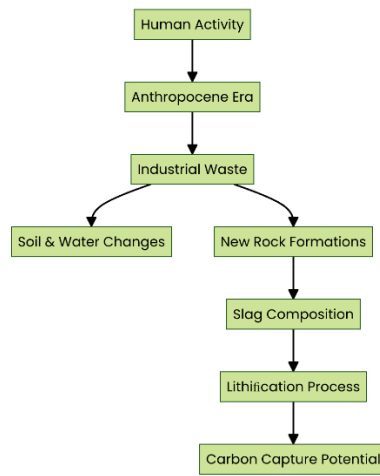 Human Activity
Anthropocene Era
Industrial Waste
Soil & Water Changes
New Rock Formations
Slag Composition
Lithification Process
Carbon Capture Potential